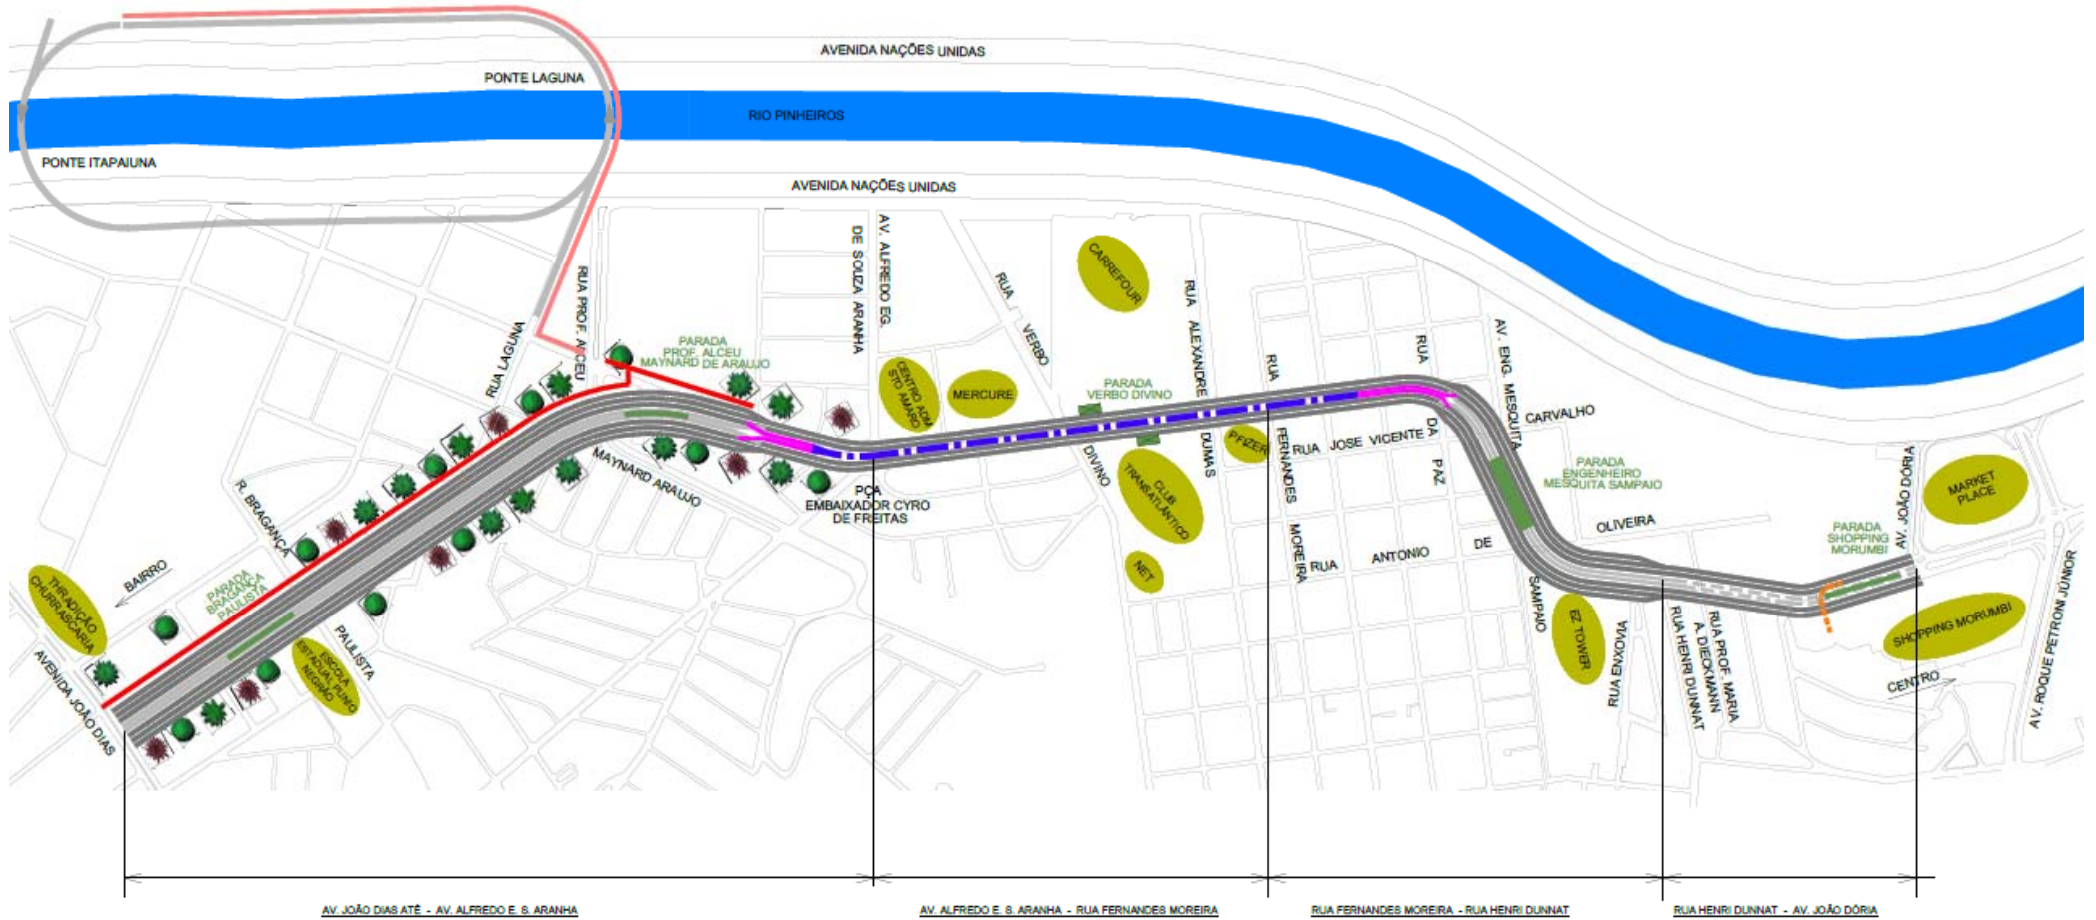 AVENIDA NAÇÕES UNIDAS
PONTE LAGUNA
RIO PINHEIROS
PONTE ITAPAIUNA
AVENIDA NAÇÕES UNIDAS
AV. ALFREDO EG.
DE SOUZA ARANHA
RUA PROF. ALCEU
RUA LAGUNA
PARADA
PROF. ALCEU
MAYNARD DE ARAUJO
CENTRO ADM
STO AMARO
MERCURE
RUA
VERBO
DIVINO
CARREFOUR
PARADA
VERBO DIVINO
RUA
ALEXANDRE
DUMAS
RUA
FERNANDES
MOREIRA
PFIZER
RUA JOSE VICENTE
RUA
DA
PAZ
AV. ENG. MESQUITA
SAMPAIO
CARVALHO
PARADA
ENGENHEIRO
MESQUITA SAMPAIO
AV. JOÃO DÓRIA
MARKET
PLACE
PARADA
SHOPPING
MORUMBI
OLIVEIRA
RUA ANTONIO DE
MAYNARD ARAUJO
PÇA
EMBAIXADOR CYRO
DE FREITAS
CLUB
TRANSATLÂNTICO
NET
R. BRAGANÇA
PAULISTA
BAIRRO
PARADA
BRAGANÇA
PAULISTA
THRADIÇÃO
CHURRASCARIA
AVENIDA JOÃO DIAS
ESCOLA
ESTADUAL PLINIO
NEGRÃO
EZ TOWER
RUA ENXOVIA
RUA HENRI DUNNAT
RUA PROF. MARIA
A. DIECKMANN
SHOPPING MORUMBI
CENTRO
AV. ROQUE PETRONI JÚNIOR
AV. JOÃO DIAS ATÉ - AV. ALFREDO E. S. ARANHA
AV. ALFREDO E. S. ARANHA - RUA FERNANDES MOREIRA
RUA FERNANDES MOREIRA - RUA HENRI DUNNAT
RUA HENRI DUNNAT - AV. JOÃO DÓRIA